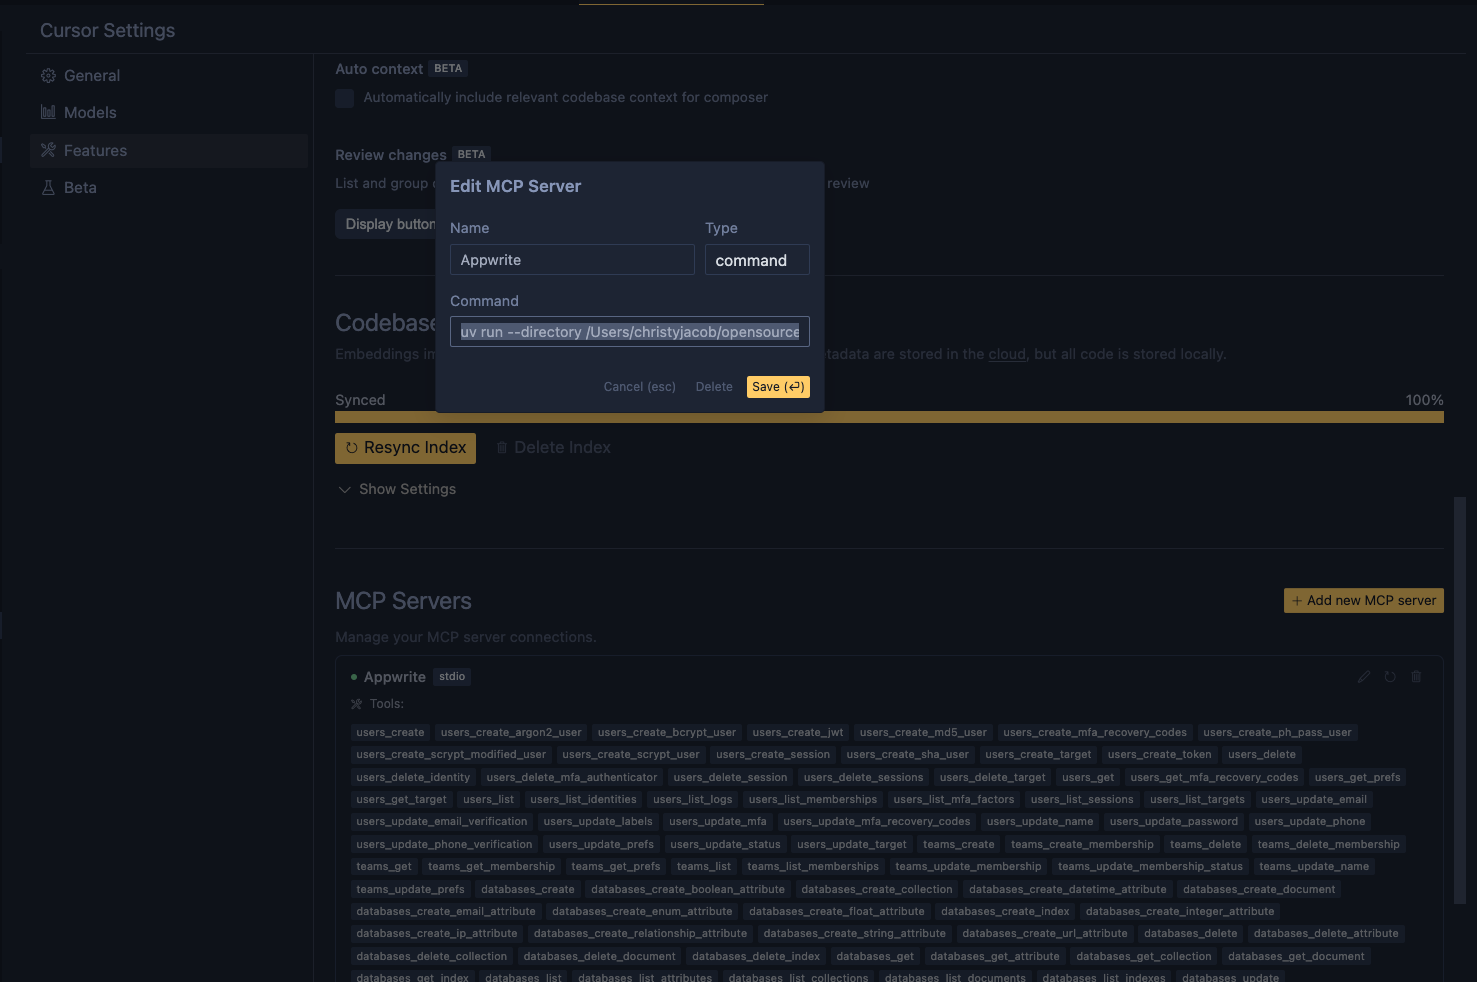 Cursor Settings
General
Models
Features
Beta
Auto context BETA
Automatically include relevant codebase context for composer
Review changes BETA
List and group
review
Display button
Edit MCP Server
Name
Type
Appwrite
command
Command
uv run --directory /Users/christyjacob/opensource
Cancel (esc) Delete Save (⏎)
Codebase
Embeddings
are stored in the cloud, but all code is stored locally.
Synced
100%
Resync Index
Delete Index
Show Settings
MCP Servers
+ Add new MCP server
Manage your MCP server connections.
Appwrite stdio
Tools:
users_create users_create_argon2_user users_create_bcrypt_user users_create_jwt users_create_md5_user users_create_mfa_recovery_codes users_create_ph_pass_user
users_create_scrypt_modified_user users_create_scrypt_user users_create_session users_create_sha_user users_create_target users_create_token users_delete
users_delete_identity users_delete_mfa_authenticator users_delete_session users_delete_sessions users_delete_target users_get users_get_mfa_recovery_codes users_get_prefs
users_get_target users_list users_list_identities users_list_logs users_list_memberships users_list_mfa_factors users_list_sessions users_list_targets users_update_email
users_update_email_verification users_update_labels users_update_mfa users_update_mfa_recovery_codes users_update_name users_update_password users_update_phone
users_update_phone_verification users_update_prefs users_update_status users_update_target teams_create teams_create_membership teams_delete teams_delete_membership
teams_get teams_get_membership teams_get_prefs teams_list teams_list_memberships teams_update_membership teams_update_membership_status teams_update_name
teams_update_prefs databases_create databases_create_boolean_attribute databases_create_collection databases_create_datetime_attribute databases_create_document
databases_create_email_attribute databases_create_enum_attribute databases_create_float_attribute databases_create_index databases_create_integer_attribute
databases_create_ip_attribute databases_create_relationship_attribute databases_create_string_attribute databases_create_url_attribute databases_delete databases_delete_attribute
databases_delete_collection databases_delete_document databases_delete_index databases_get databases_get_attribute databases_get_collection databases_get_document
databases_get_index databases_list databases_list_attributes databases_list_collections databases_list_documents databases_list_indexes databases_update